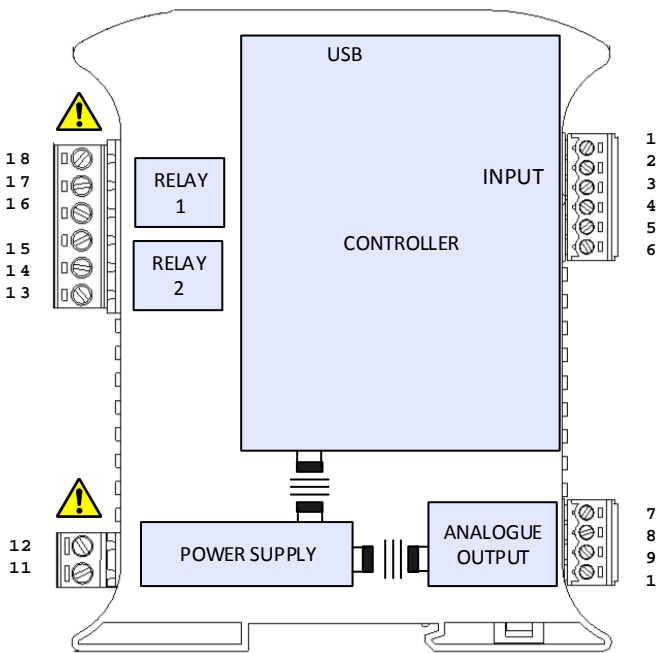 USB
INPUT
CONTROLLER
RELAY
1
RELAY
2
POWER SUPPLY
ANALOGUE
OUTPUT
18
17
16
15
14
13
12
11
1
2
3
4
5
6
7
8
9
1